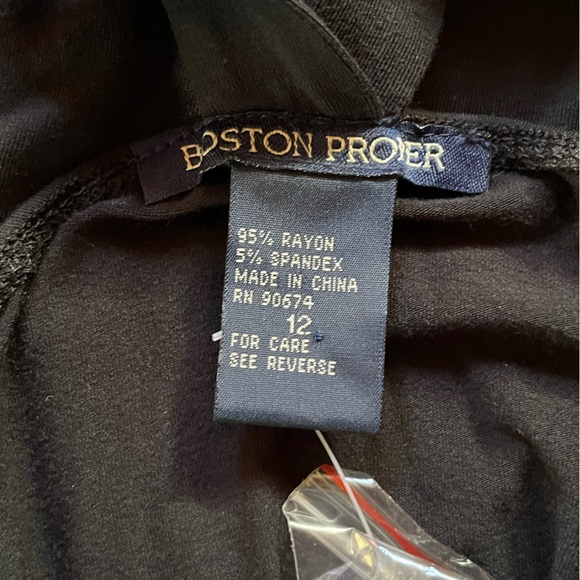 BOSTON PROPER
95% RAYON
5% SPANDEX
MADE IN CHINA
RN 90674
12
FOR CARE
SEE REVERSE